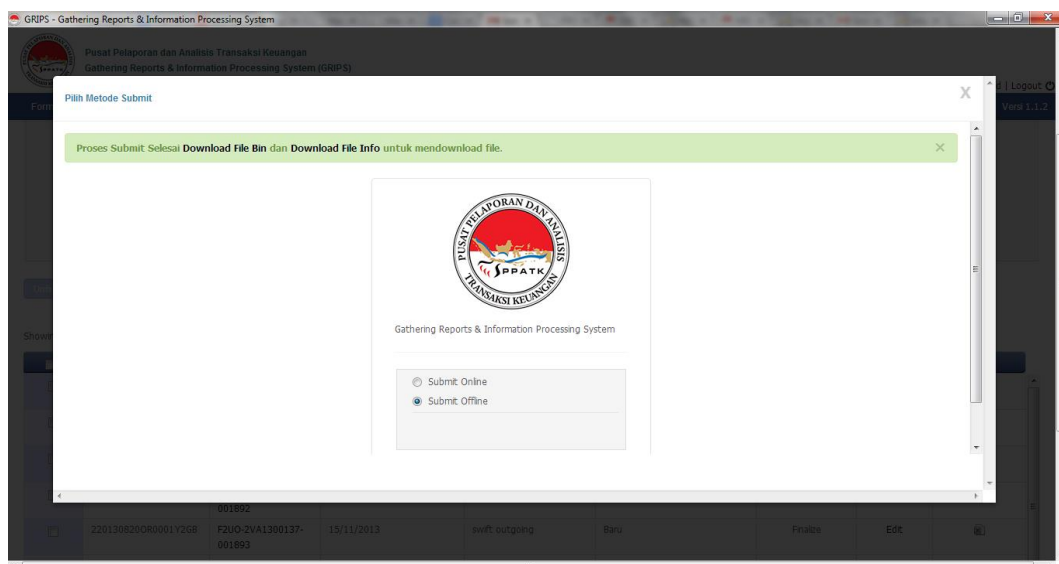 GRIPS - Gathering Reports & Information Processing System
Pusat Pelaporan dan Analisis Transaksi Keuangan
Gathering Reports & Information Processing System (GRIPS)
| Logout
Form
Versi 1.1.2
Pilih Metode Submit
X
Proses Submit Selesai Download File Bin dan Download File Info untuk mendownload file.
PUSAT PELAPORAN DAN ANALISIS
PPATK
TRANSAKSI KEUANGAN
Gathering Reports & Information Processing System
Submit Online
Submit Offline
001892
F2UO-2VA1300137-
15/11/2013
swift outgoing
Baru
Finalize
Edit
001893